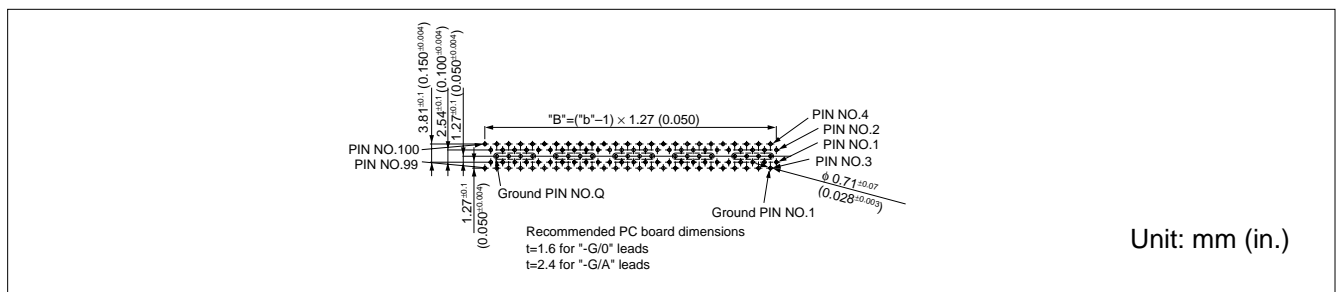 3.81±0.1 (0.150±0.004)
2.54±0.1 (0.100±0.004)
1.27±0.1 (0.050±0.004)
"B"=("b"–1) × 1.27 (0.050)
PIN NO.4
PIN NO.2
PIN NO.1
PIN NO.3
PIN NO.100
PIN NO.99
1.27±0.1
(0.050±0.004)
Ground PIN NO.Q
Ground PIN NO.1
ϕ 0.71±0.07
(0.028±0.003)
Recommended PC board dimensions
t=1.6 for "-G/0" leads
t=2.4 for "-G/A" leads
Unit: mm (in.)